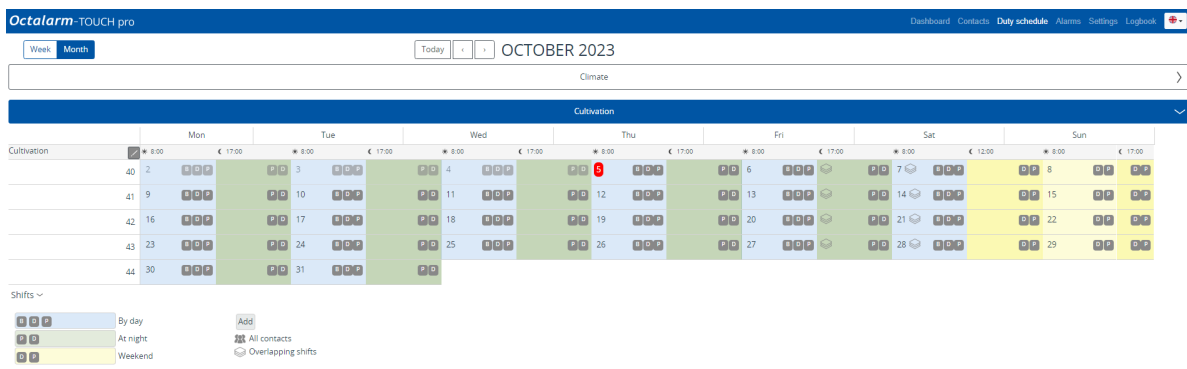 Octalarm-TOUCH pro Dashboard Contacts Duty schedule Alarms Settings Logbook
Week Month Today ‹ › OCTOBER 2023
Climate
Cultivation
Mon Tue Wed Thu Fri Sat Sun
Cultivation 8:00 17:00 8:00 17:00 8:00 17:00 8:00 17:00 8:00 17:00 8:00 12:00 8:00 17:00
40 2 B D P P D 3 B D P P D 4 B D P P D 5 B D P P D 6 B D P P D 7 B D P D P 8 D P D P
41 9 B D P P D 10 B D P P D 11 B D P P D 12 B D P P D 13 B D P P D 14 B D P D P 15 D P D P
42 16 B D P P D 17 B D P P D 18 B D P P D 19 B D P P D 20 B D P P D 21 B D P D P 22 D P D P
43 23 B D P P D 24 B D P P D 25 B D P P D 26 B D P P D 27 B D P P D 28 B D P D P 29 D P D P
44 30 B D P P D 31 B D P P D
Shifts
B D P By day Add
P D At night All contacts
D P Weekend Overlapping shifts